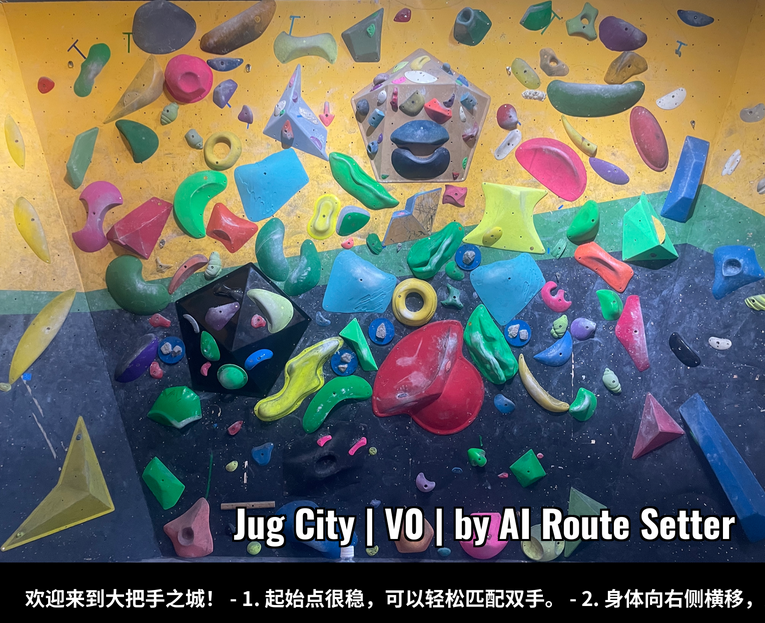 Jug City | V0 | by AI Route Setter
欢迎来到大把手之城！ - 1. 起始点很稳，可以轻松匹配双手。 - 2. 身体向右侧横移，